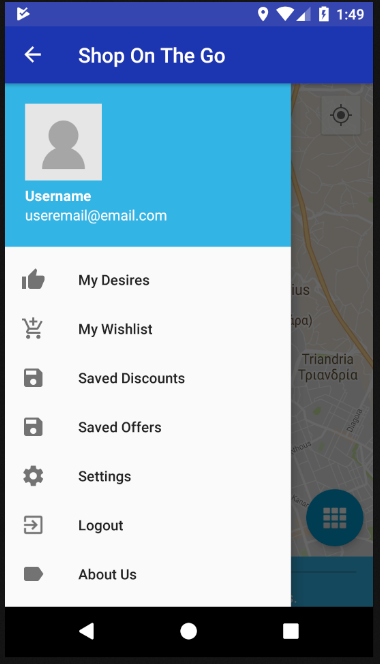 1:49
Shop On The Go
Username
useremail@email.com
My Desires
My Wishlist
Saved Discounts
Saved Offers
Settings
Logout
About Us
ius
άρα)
Triandria
Τριανδρία